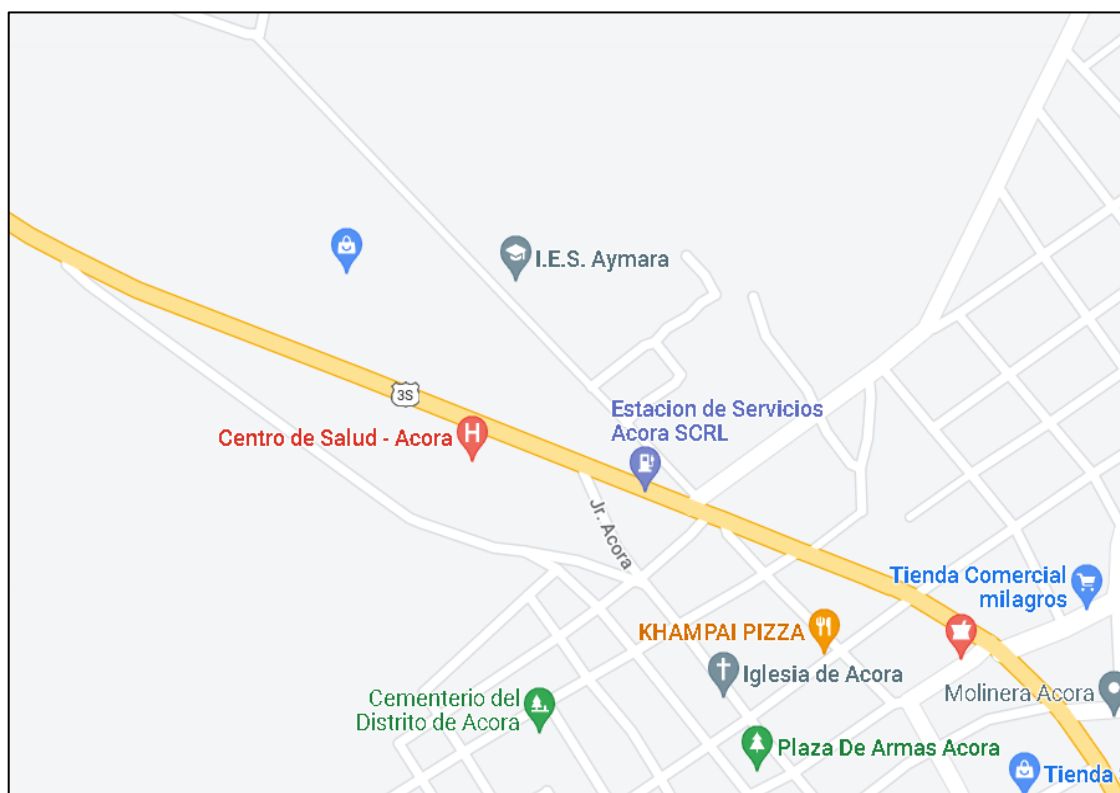 I.E.S. Aymara
3S
Estacion de Servicios
Acora SCRL
Centro de Salud - Acora
H
Jr. Acora
Tienda Comercial
milagros
KHAMPAI PIZZA
Iglesia de Acora
Molinera Acora
Cementerio del
Distrito de Acora
Plaza De Armas Acora
Tienda